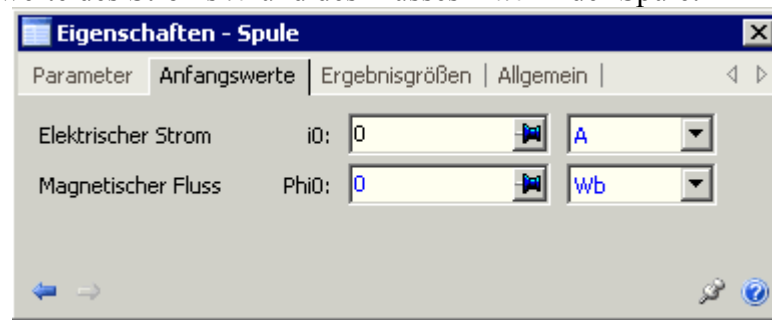 Eigenschaften - Spule
Parameter Anfangswerte Ergebnisgrößen | Allgemein |
Elektrischer Strom i0: 0 A
Magnetischer Fluss Phi0: 0 Wb